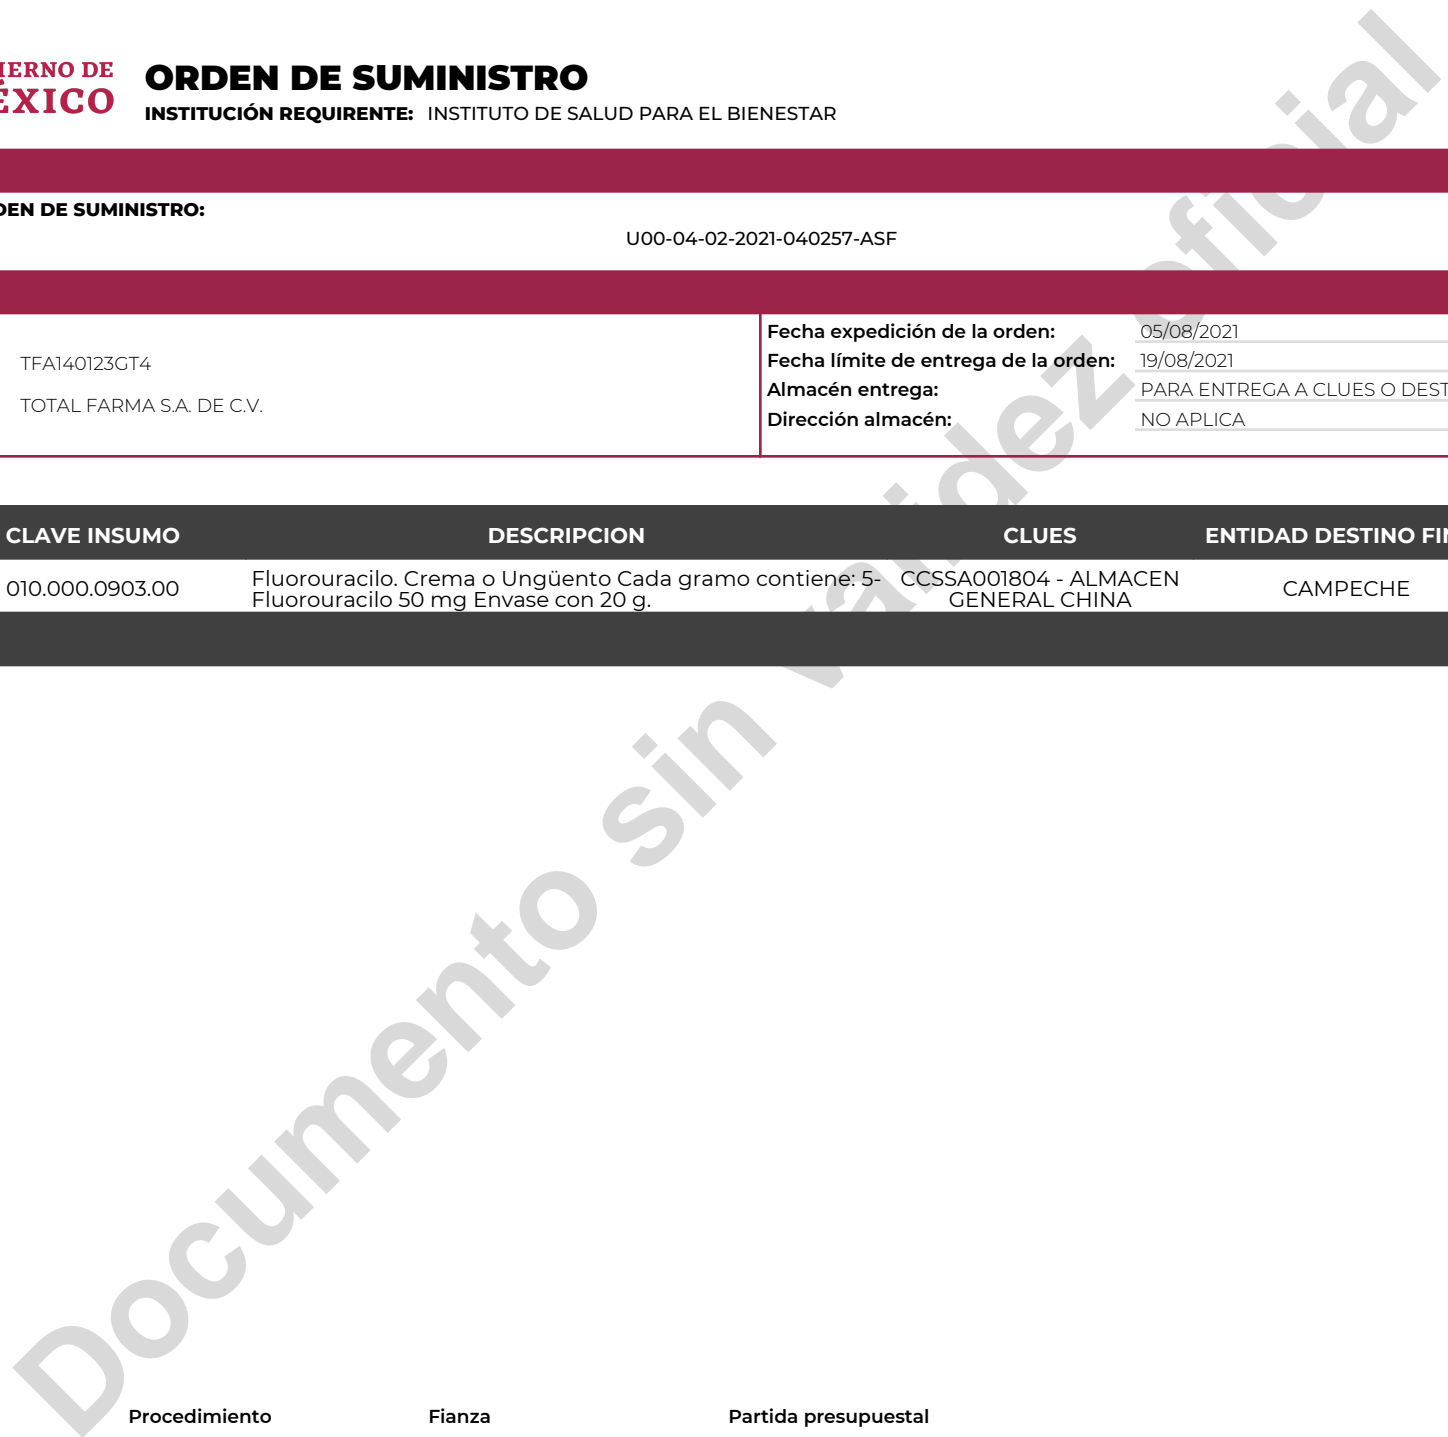 IERNO DE
ÉXICO
ORDEN DE SUMINISTRO
INSTITUCIÓN REQUIRENTE: INSTITUTO DE SALUD PARA EL BIENESTAR
DEN DE SUMINISTRO:
U00-04-02-2021-040257-ASF
TFA140123GT4
TOTAL FARMA S.A. DE C.V.
Fecha expedición de la orden: 05/08/2021
Fecha límite de entrega de la orden: 19/08/2021
Almacén entrega: PARA ENTREGA A CLUES O DEST
Dirección almacén: NO APLICA
CLAVE INSUMO DESCRIPCION CLUES ENTIDAD DESTINO FIN
010.000.0903.00
Fluorouracilo. Crema o Ungüento Cada gramo contiene: 5-
Fluorouracilo 50 mg Envase con 20 g.
CCSSA001804 - ALMACEN
GENERAL CHINA
CAMPECHE
Documento sin validez oficial
Procedimiento Fianza Partida presupuestal